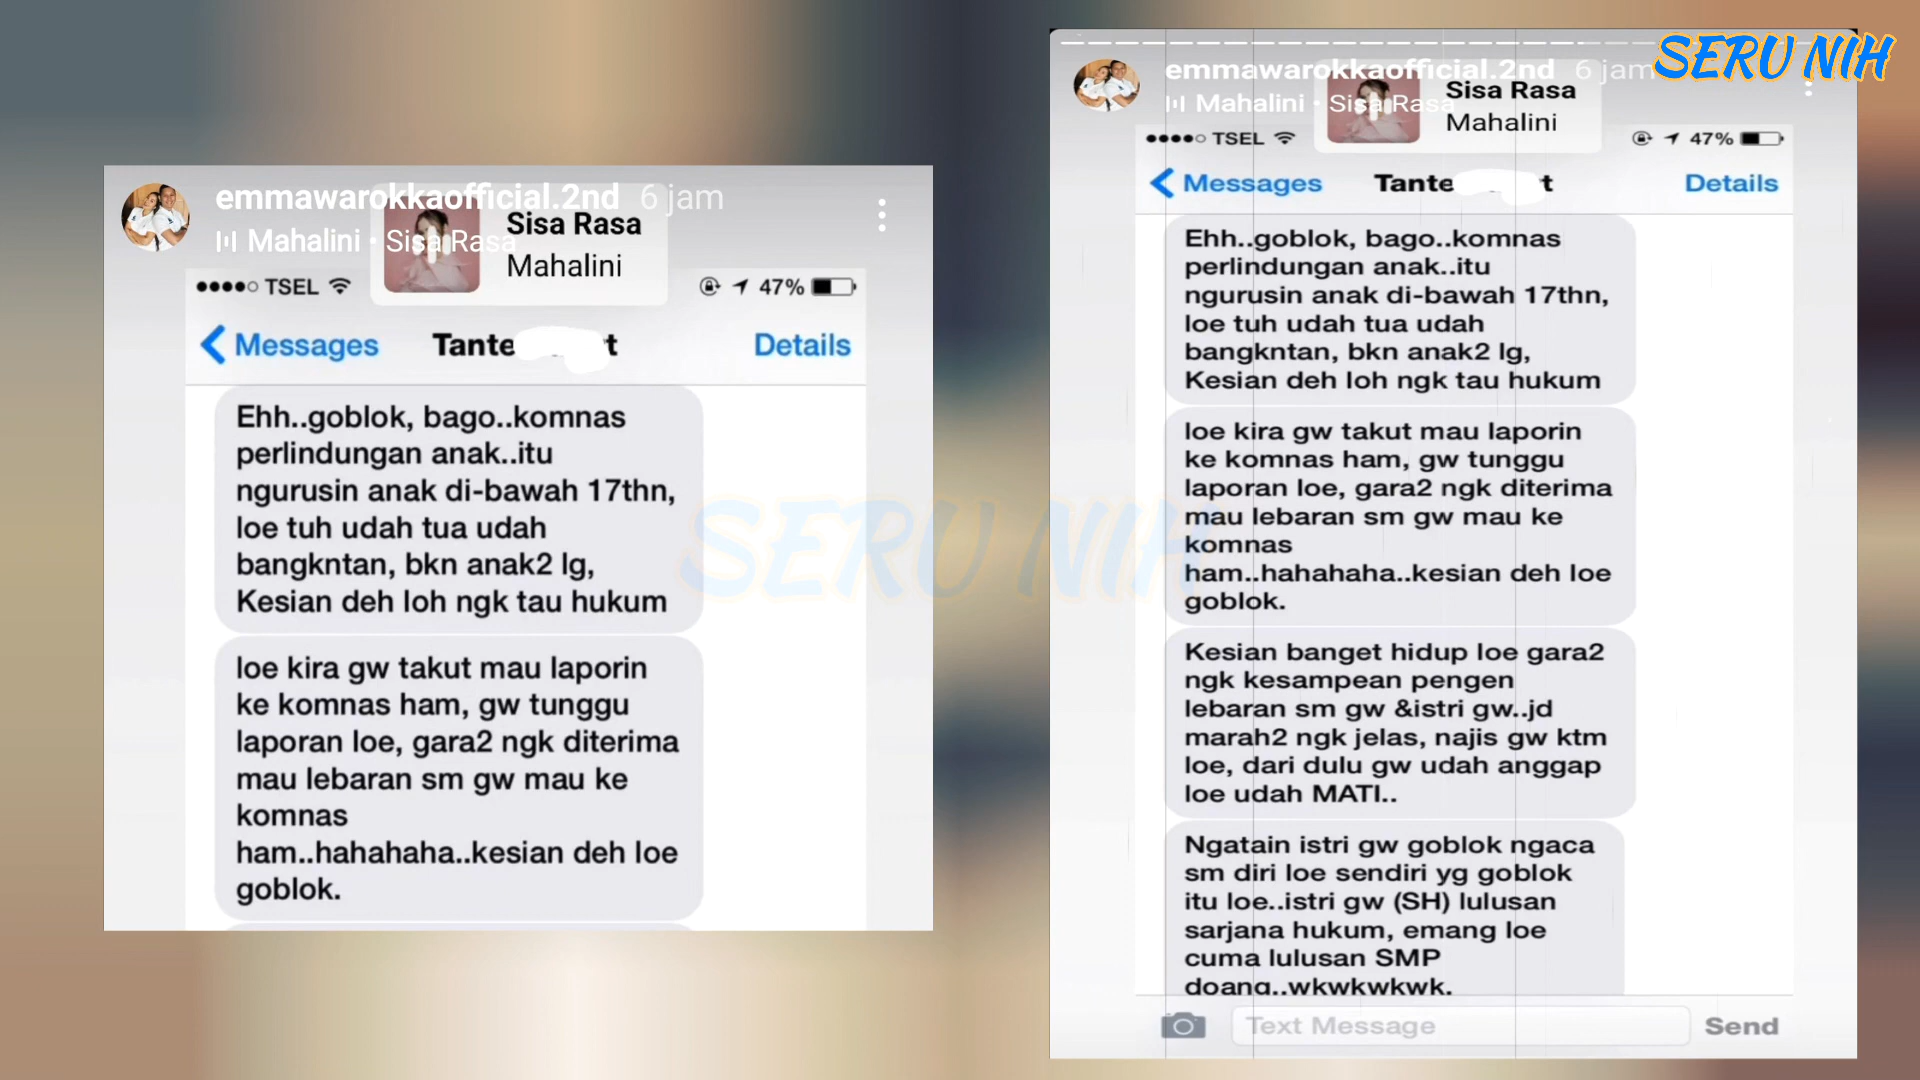 SERU NIH
emmawarokkaofficial.2nd 6 jam
Mahalini • Sisa Rasa
Sisa Rasa
Mahalini
TSEL 47%
Messages Tante t Details
Ehh..goblok, bago..komnas
perlindungan anak..itu
ngurusin anak di-bawah 17thn,
loe tuh udah tua udah
bangkntan, bkn anak2 lg,
Kesian deh loh ngk tau hukum
loe kira gw takut mau laporin
ke komnas ham, gw tunggu
laporan loe, gara2 ngk diterima
mau lebaran sm gw mau ke
komnas
ham..hahahaha..kesian deh loe
goblok.
SERU NIH
emmawarokkaofficial.2nd 6 jam
Mahalini • Sisa Rasa
Sisa Rasa
Mahalini
TSEL 47%
Messages Tante t Details
Ehh..goblok, bago..komnas
perlindungan anak..itu
ngurusin anak di-bawah 17thn,
loe tuh udah tua udah
bangkntan, bkn anak2 lg,
Kesian deh loh ngk tau hukum
loe kira gw takut mau laporin
ke komnas ham, gw tunggu
laporan loe, gara2 ngk diterima
mau lebaran sm gw mau ke
komnas
ham..hahahaha..kesian deh loe
goblok.
Kesian banget hidup loe gara2
ngk kesampean pengen
lebaran sm gw &istri gw..jd
marah2 ngk jelas, najis gw ktm
loe, dari dulu gw udah anggap
loe udah MATI..
Ngatain istri gw goblok ngaca
sm diri loe sendiri yg goblok
itu loe..istri gw (SH) lulusan
sarjana hukum, emang loe
cuma lulusan SMP
doang..wkwkwkwk.
Text Message Send